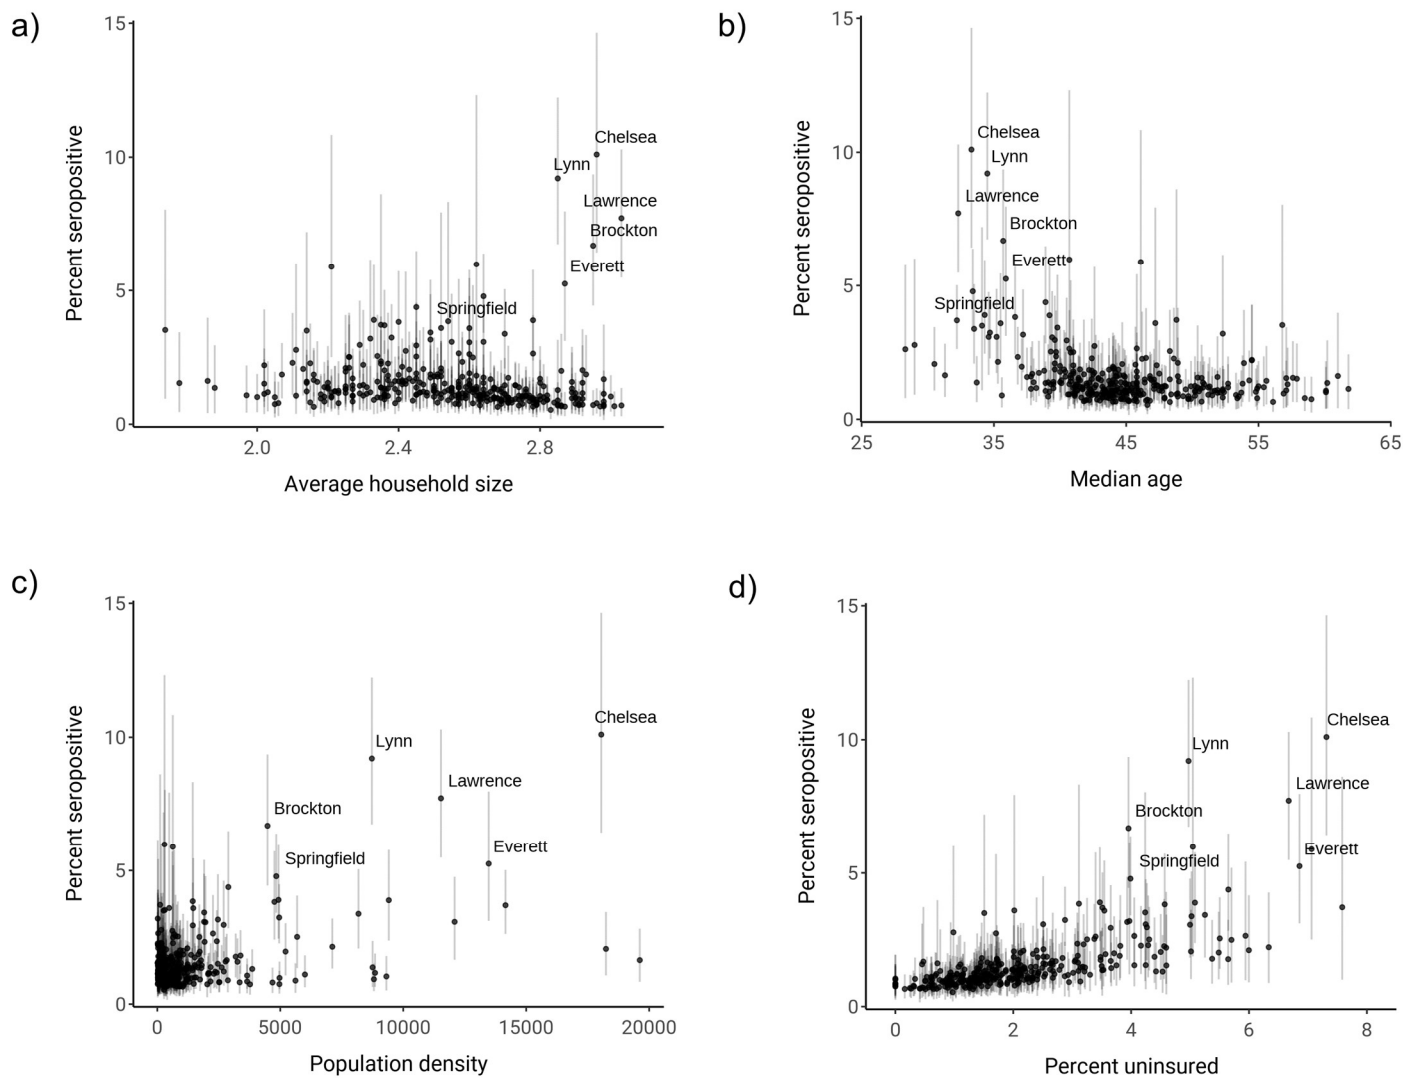 a)
15
10
5
0
Percent seropositive
Chelsea
Lynn
Lawrence
Brockton
Everett
Springfield
2.0 2.4 2.8
Average household size
b)
15
10
5
0
Percent seropositive
Chelsea
Lynn
Lawrence
Brockton
Everett
Springfield
25 35 45 55 65
Median age
c)
15
10
5
0
Percent seropositive
Chelsea
Lynn
Lawrence
Brockton
Everett
Springfield
0 5000 10000 15000 20000
Population density
d)
15
10
5
0
Percent seropositive
Chelsea
Lynn
Lawrence
Brockton
Everett
Springfield
0 2 4 6 8
Percent uninsured